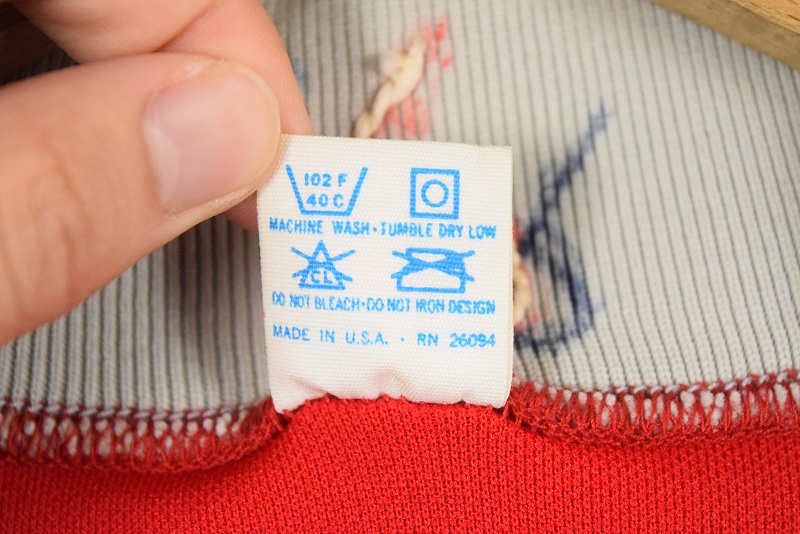 102 F
40 C
MACHINE WASH·TUMBLE DRY LOW
CL
DO NOT BLEACH·DO NOT IRON DESIGN
MADE IN U.S.A. · RN 26094